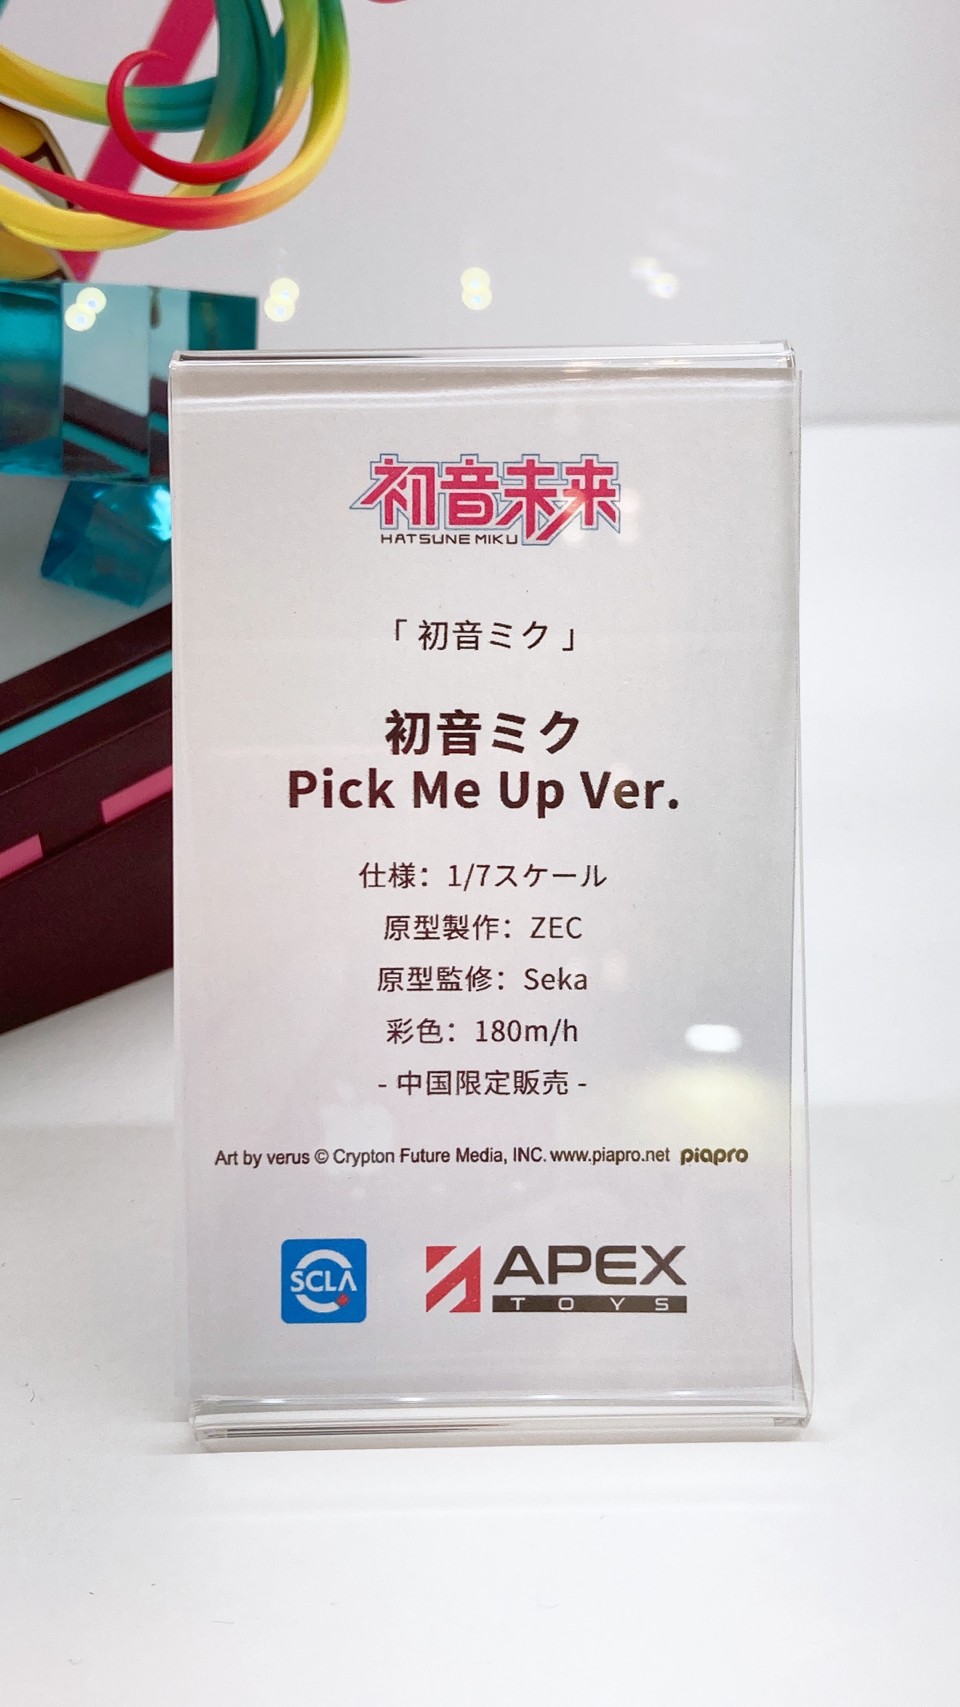 初音未来
HATSUNE MIKU
「 初音ミク 」
初音ミク
Pick Me Up Ver.
仕様：1/7スケール
原型製作：ZEC
原型監修：Seka
彩色：180m/h
- 中国限定販売 -
Art by verus © Crypton Future Media, INC. www.piapro.net piapro
SCLA
APEX
TOYS